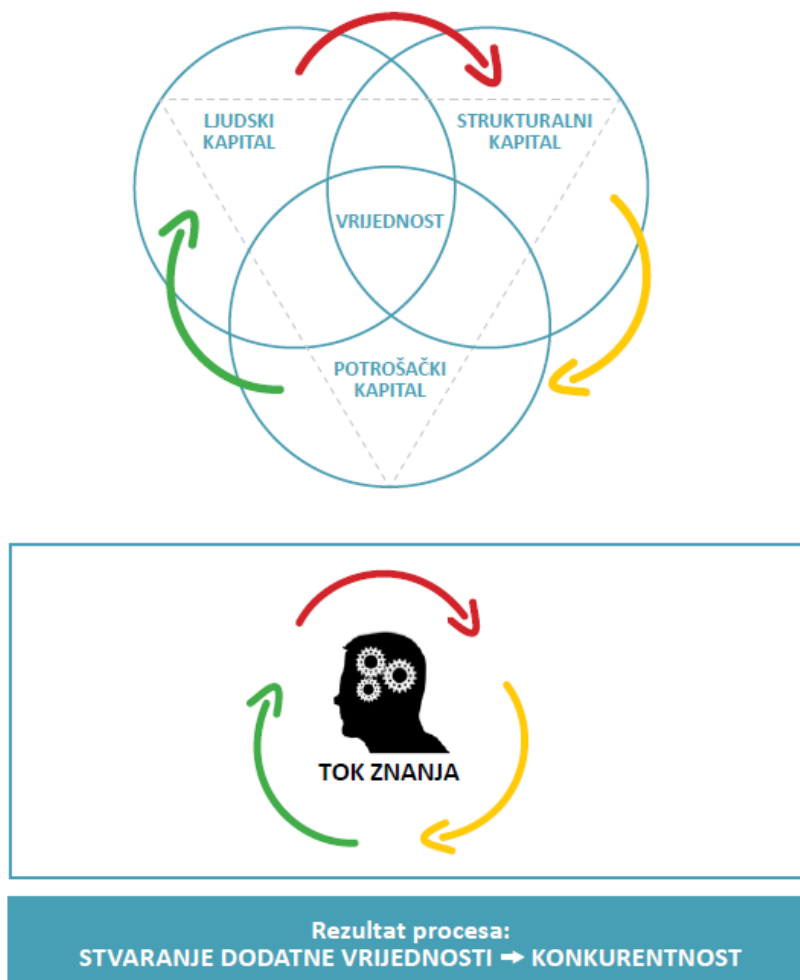 LJUDSKI
KAPITAL
STRUKTURALNI
KAPITAL
VRIJEDNOST
POTROŠAČKI
KAPITAL
TOK ZNANJA
Rezultat procesa:
STVARANJE DODATNE VRIJEDNOSTI ➞ KONKURENTNOST